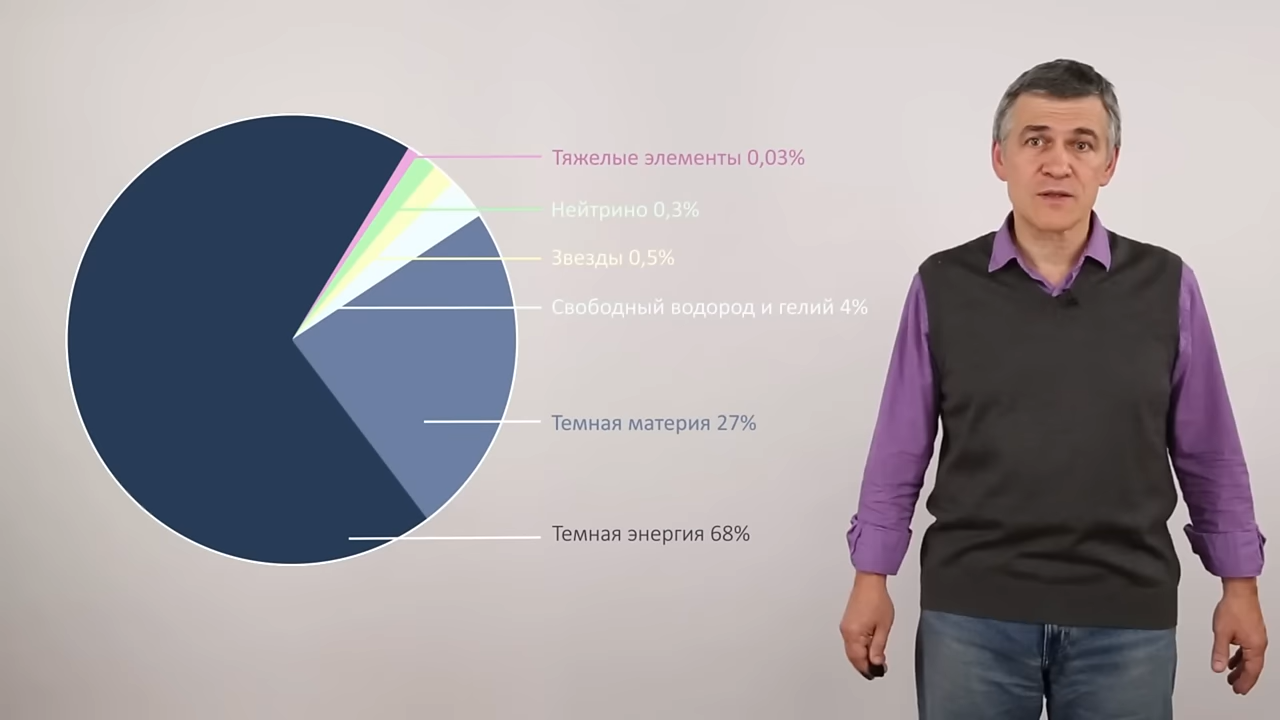 Тяжелые элементы 0,03%
Нейтрино 0,3%
Звезды 0,5%
Свободный водород и гелий 4%
Темная материя 27%
Темная энергия 68%